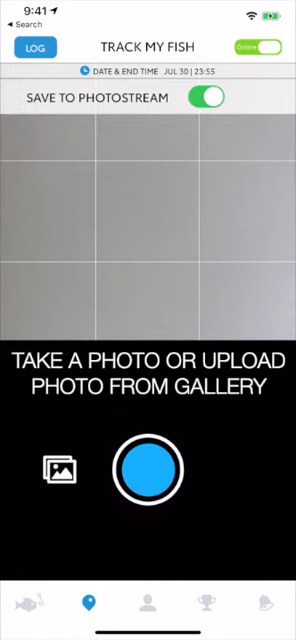 9:41
Search
LOG
TRACK MY FISH
Online
DATE & END TIME JUL 30 | 23:55
SAVE TO PHOTOSTREAM
TAKE A PHOTO OR UPLOAD
PHOTO FROM GALLERY